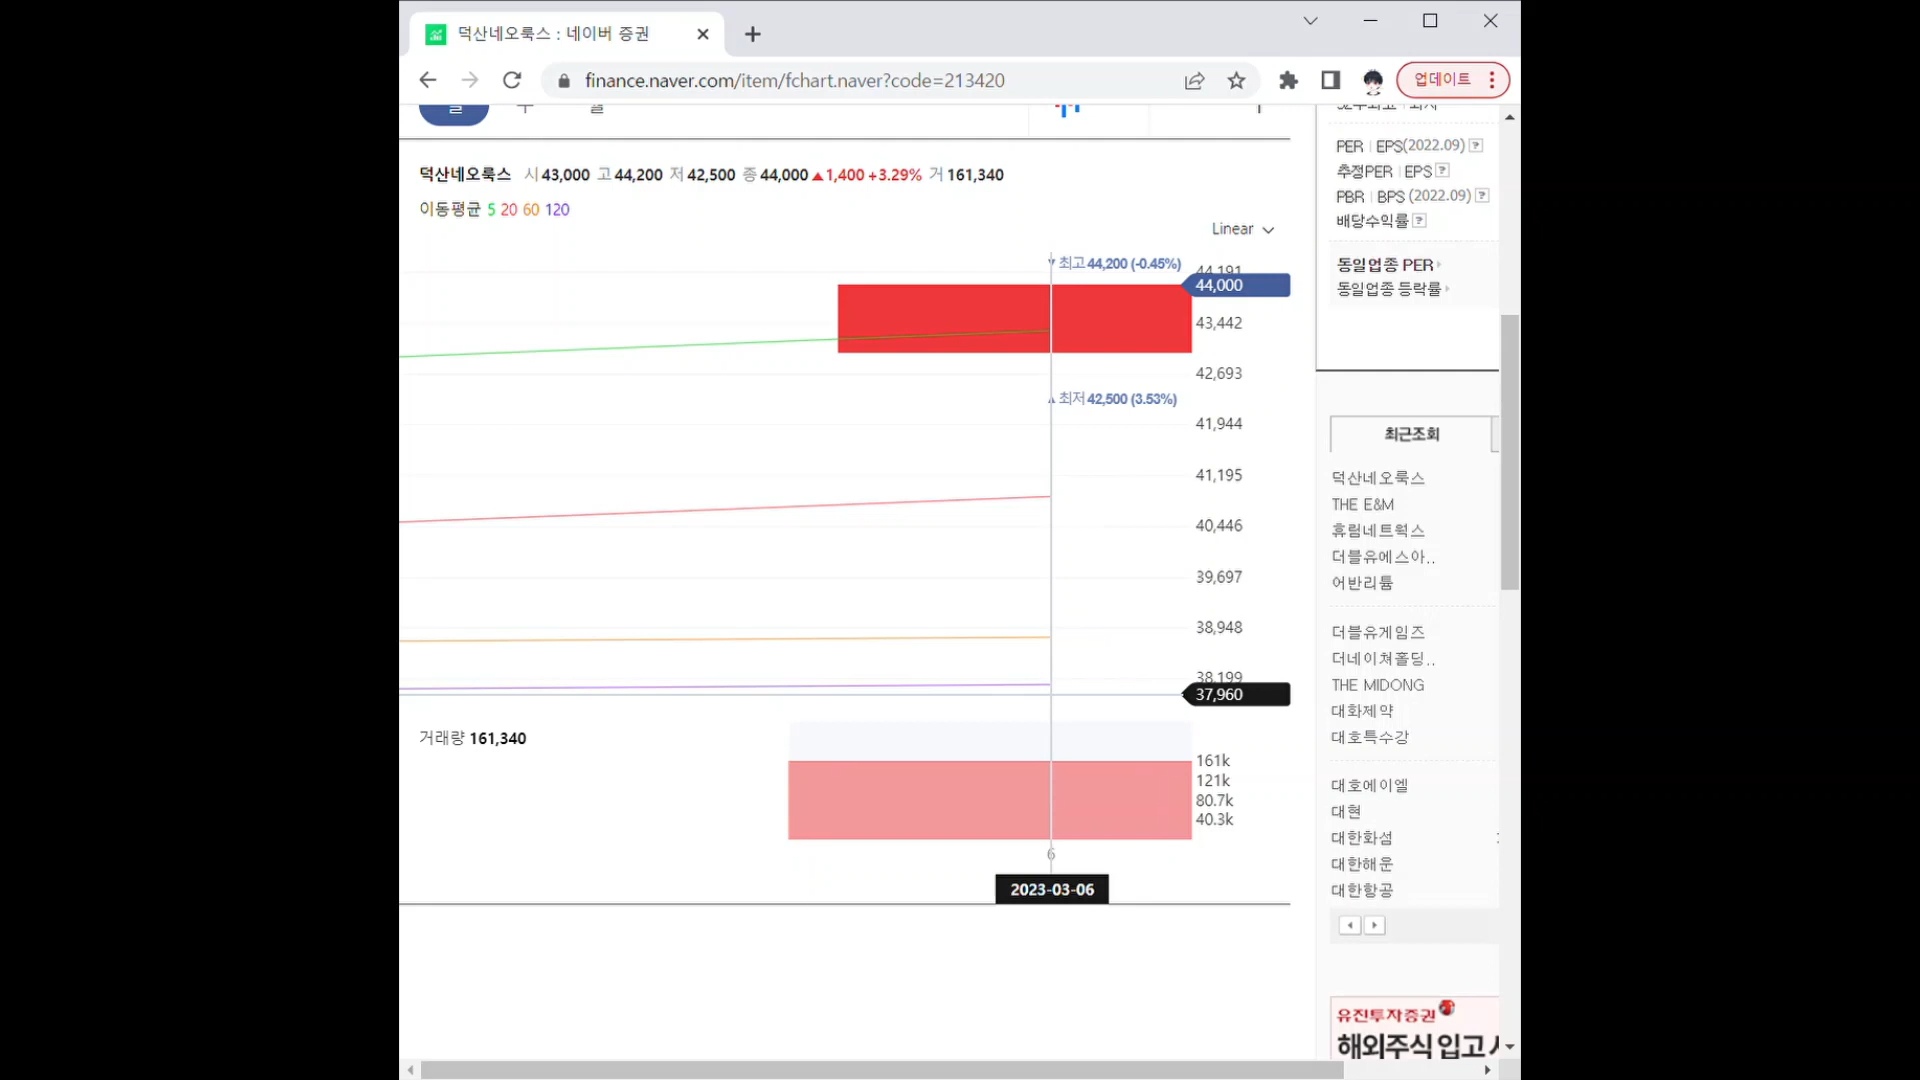 덕산네오룩스 : 네이버 증권
finance.naver.com/item/fchart.naver?code=213420
업데이트
덕산네오룩스 시 43,000 고 44,200 저 42,500 종 44,000 ▲1,400 +3.29% 거 161,340
이동평균 5 20 60 120
Linear
최고 44,200 (-0.45%)
44,191
44,000
43,442
42,693
최저 42,500 (3.53%)
41,944
41,195
40,446
39,697
38,948
38,199
37,960
거래량 161,340
161k
121k
80.7k
40.3k
6
2023-03-06
PER | EPS(2022.09) ?
추정PER | EPS ?
PBR | BPS (2022.09) ?
배당수익률 ?
동일업종 PER
동일업종 등락률
최근조회
덕산네오룩스
THE E&M
휴림네트웍스
더블유에스아..
어반리튬
더블유게임즈
더네이쳐홀딩..
THE MIDONG
대화제약
대호특수강
대호에이엘
대현
대한화섬
대한해운
대한항공
유진투자증권
해외주식 입고